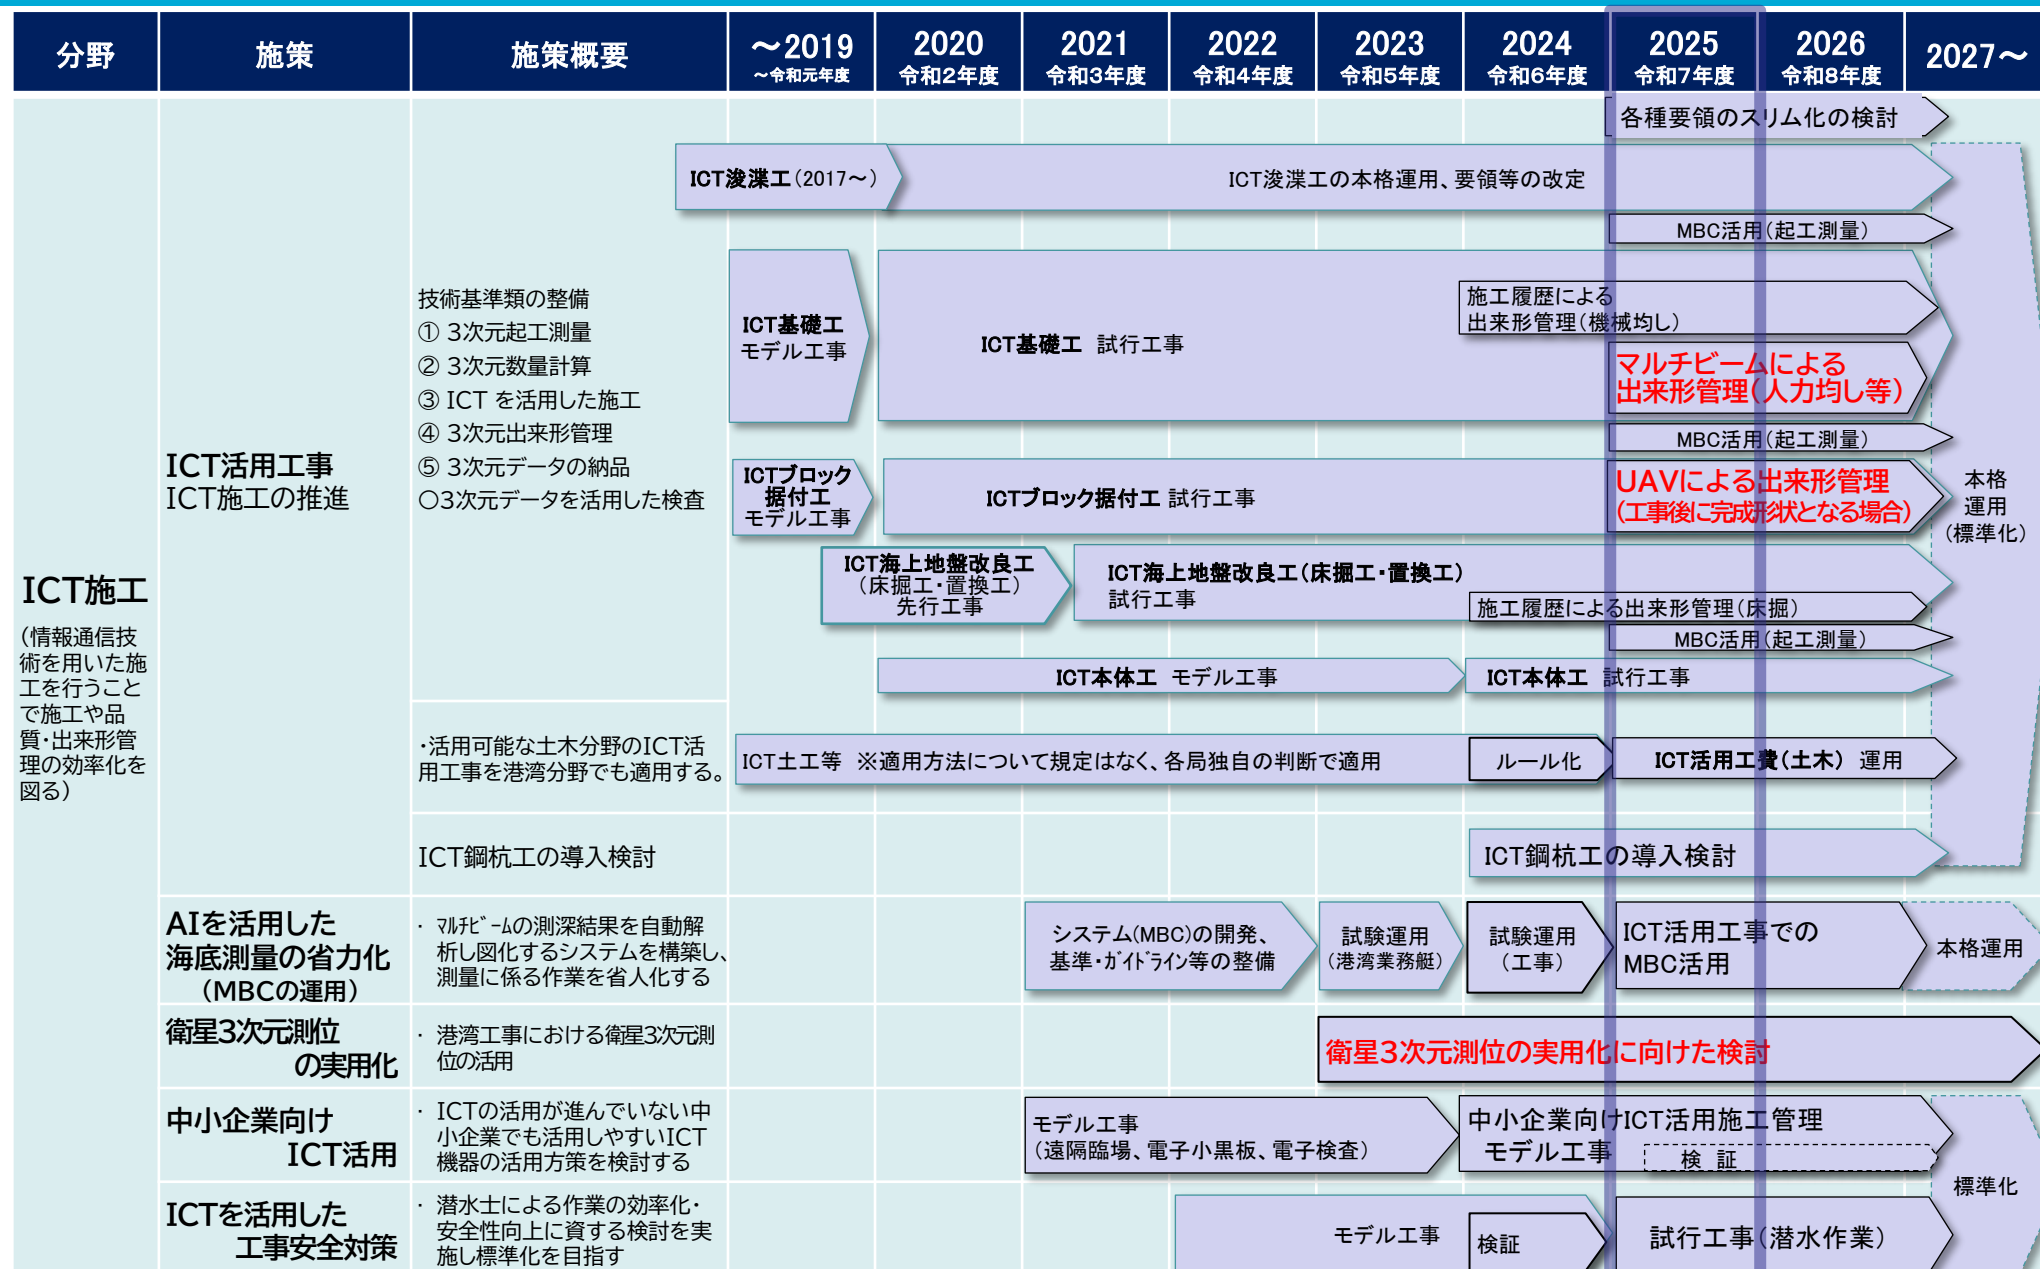 分野
施策
施策概要
～2019
～令和元年度
2020
令和2年度
2021
令和3年度
2022
令和4年度
2023
令和5年度
2024
令和6年度
2025
令和7年度
2026
令和8年度
2027～
ICT施工
（情報通信技
術を用いた施
工を行うこと
で施工や品
質・出来形管
理の効率化を
図る）
ICT活用工事
ICT施工の推進
技術基準類の整備
① 3次元起工測量
② 3次元数量計算
③ ICT を活用した施工
④ 3次元出来形管理
⑤ 3次元データの納品
○3次元データを活用した検査
各種要領のスリム化の検討
ICT浚渫工（2017～）
ICT浚渫工の本格運用、要領等の改定
MBC活用（起工測量）
ICT基礎工
モデル工事
ICT基礎工 試行工事
施工履歴による
出来形管理（機械均し）
マルチビームによる
出来形管理（人力均し等）
MBC活用（起工測量）
ICTブロック
据付工
モデル工事
ICTブロック据付工 試行工事
UAVによる出来形管理
（工事後に完成形状となる場合）
ICT海上地盤改良工
（床掘工・置換工）
先行工事
ICT海上地盤改良工（床掘工・置換工）
試行工事
施工履歴による出来形管理（床掘）
MBC活用（起工測量）
ICT本体工 モデル工事
ICT本体工 試行工事
本格
運用
（標準化）
・活用可能な土木分野のICT活
用工事を港湾分野でも適用する。
ICT土工等 ※適用方法について規定はなく、各局独自の判断で適用
ルール化
ICT活用工費（土木） 運用
ICT鋼杭工の導入検討
ICT鋼杭工の導入検討
AIを活用した
海底測量の省力化
（MBCの運用）
・ ﾏﾙﾁﾋﾞｰﾑの測深結果を自動解
析し図化するシステムを構築し、
測量に係る作業を省人化する
システム(MBC)の開発、
基準・ｶﾞｲﾄﾞﾗｲﾝ等の整備
試験運用
（港湾業務艇）
試験運用
（工事）
ICT活用工事での
MBC活用
本格運用
衛星3次元測位
の実用化
・ 港湾工事における衛星3次元測
位の活用
衛星3次元測位の実用化に向けた検討
中小企業向け
ICT活用
・ ICTの活用が進んでいない中
小企業でも活用しやすいICT
機器の活用方策を検討する
モデル工事
（遠隔臨場、電子小黒板、電子検査）
中小企業向けICT活用施工管理
モデル工事
検 証
標準化
ICTを活用した
工事安全対策
・ 潜水士による作業の効率化・
安全性向上に資する検討を実
施し標準化を目指す
モデル工事
検証
試行工事（潜水作業）